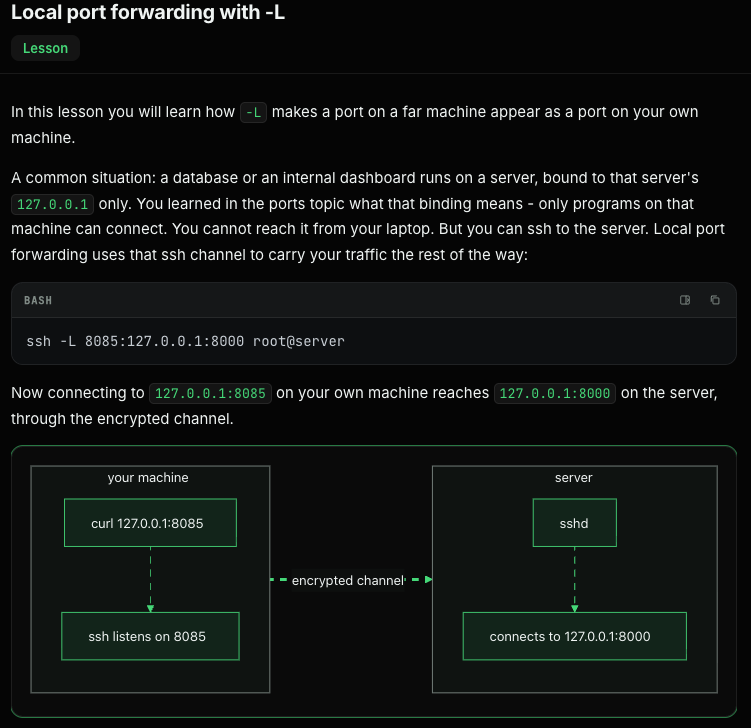 Local port forwarding with -L
Lesson
In this lesson you will learn how -L makes a port on a far machine appear as a port on your own
machine.
A common situation: a database or an internal dashboard runs on a server, bound to that server's
127.0.0.1 only. You learned in the ports topic what that binding means - only programs on that
machine can connect. You cannot reach it from your laptop. But you can ssh to the server. Local port
forwarding uses that ssh channel to carry your traffic the rest of the way:
BASH
ssh -L 8085:127.0.0.1:8000 root@server
Now connecting to 127.0.0.1:8085 on your own machine reaches 127.0.0.1:8000 on the server,
through the encrypted channel.
your machine
curl 127.0.0.1:8085
ssh listens on 8085
encrypted channel
server
sshd
connects to 127.0.0.1:8000